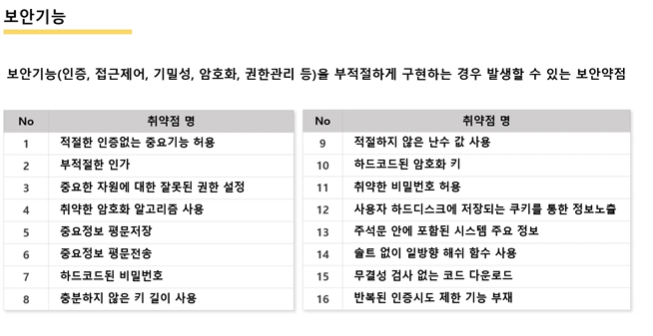 보안기능
보안기능(인증, 접근제어, 기밀성, 암호화, 권한관리 등)을 부적절하게 구현하는 경우 발생할 수 있는 보안약점
No 취약점 명
1 적절한 인증없는 중요기능 허용
2 부적절한 인가
3 중요한 자원에 대한 잘못된 권한 설정
4 취약한 암호화 알고리즘 사용
5 중요정보 평문저장
6 중요정보 평문전송
7 하드코드된 비밀번호
8 충분하지 않은 키 길이 사용
No 취약점 명
9 적절하지 않은 난수 값 사용
10 하드코드된 암호화 키
11 취약한 비밀번호 허용
12 사용자 하드디스크에 저장되는 쿠키를 통한 정보노출
13 주석문 안에 포함된 시스템 주요 정보
14 솔트 없이 일방향 해쉬 함수 사용
15 무결성 검사 없는 코드 다운로드
16 반복된 인증시도 제한 기능 부재